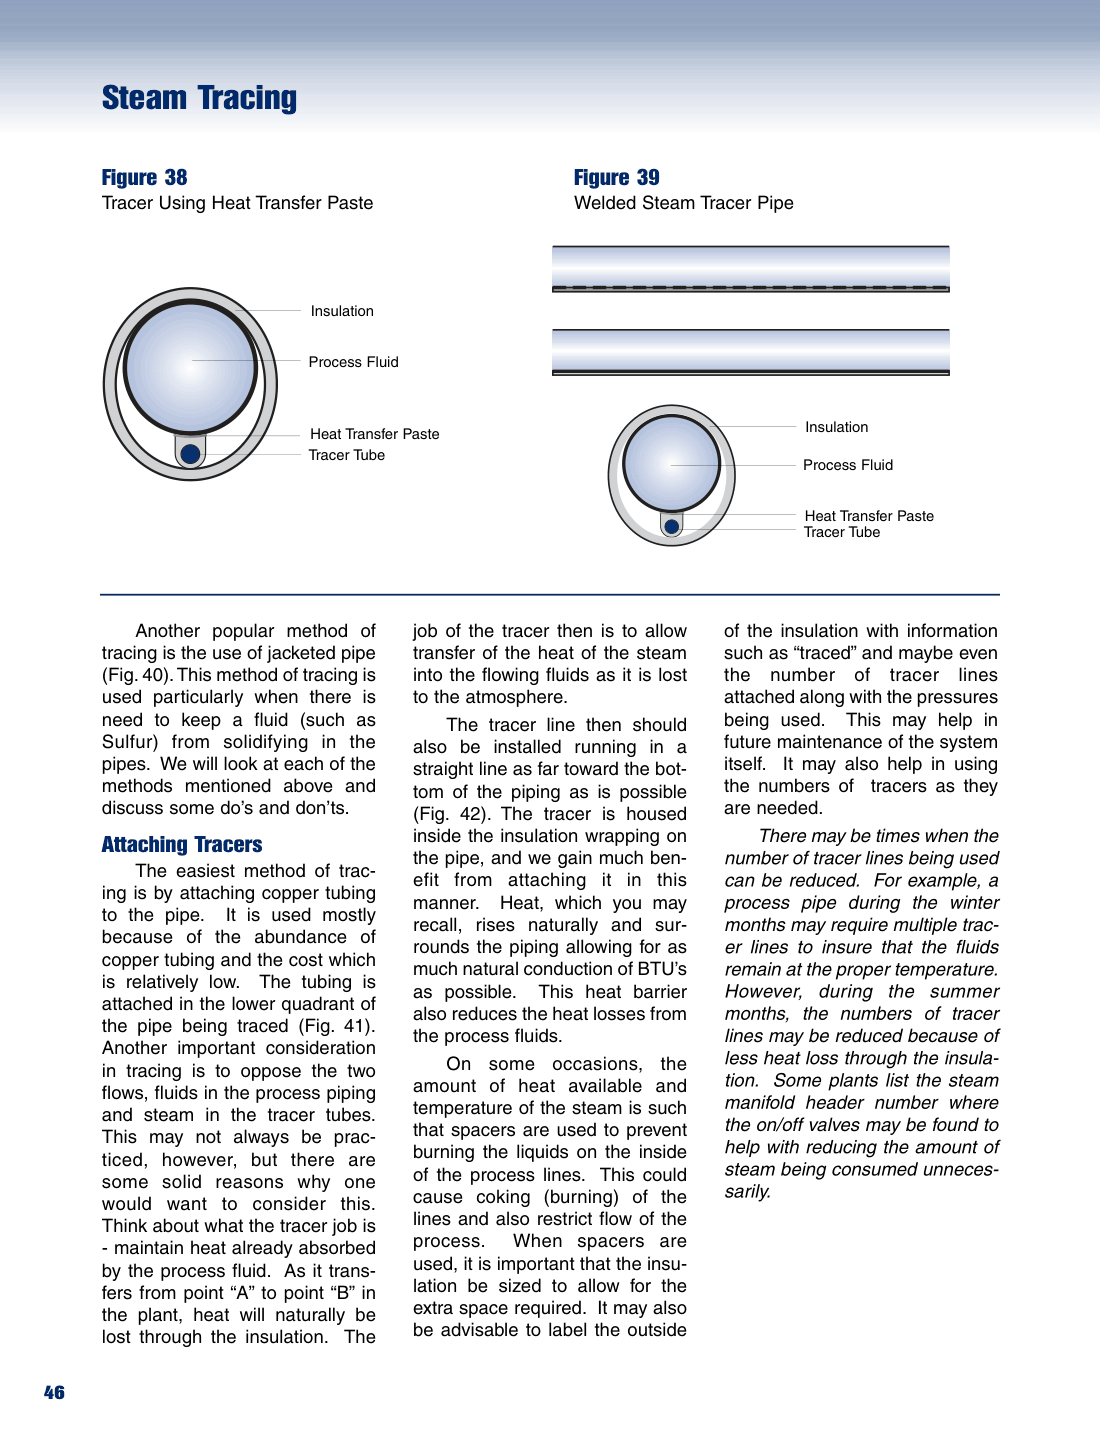 Steam Tracing
Figure 38
Tracer Using Heat Transfer Paste
Insulation
Process Fluid
Heat Transfer Paste
Tracer Tube
Figure 39
Welded Steam Tracer Pipe
Insulation
Process Fluid
Heat Transfer Paste
Tracer Tube
Another popular method of
tracing is the use of jacketed pipe
(Fig. 40). This method of tracing is
used particularly when there is
need to keep a fluid (such as
Sulfur) from solidifying in the
pipes. We will look at each of the
methods mentioned above and
discuss some do’s and don’ts.
Attaching Tracers
The easiest method of trac-
ing is by attaching copper tubing
to the pipe. It is used mostly
because of the abundance of
copper tubing and the cost which
is relatively low. The tubing is
attached in the lower quadrant of
the pipe being traced (Fig. 41).
Another important consideration
in tracing is to oppose the two
flows, fluids in the process piping
and steam in the tracer tubes.
This may not always be prac-
ticed, however, but there are
some solid reasons why one
would want to consider this.
Think about what the tracer job is
- maintain heat already absorbed
by the process fluid. As it trans-
fers from point “A” to point “B” in
the plant, heat will naturally be
lost through the insulation. The
job of the tracer then is to allow
transfer of the heat of the steam
into the flowing fluids as it is lost
to the atmosphere.
The tracer line then should
also be installed running in a
straight line as far toward the bot-
tom of the piping as is possible
(Fig. 42). The tracer is housed
inside the insulation wrapping on
the pipe, and we gain much ben-
efit from attaching it in this
manner. Heat, which you may
recall, rises naturally and sur-
rounds the piping allowing for as
much natural conduction of BTU’s
as possible. This heat barrier
also reduces the heat losses from
the process fluids.
On some occasions, the
amount of heat available and
temperature of the steam is such
that spacers are used to prevent
burning the liquids on the inside
of the process lines. This could
cause coking (burning) of the
lines and also restrict flow of the
process. When spacers are
used, it is important that the insu-
lation be sized to allow for the
extra space required. It may also
be advisable to label the outside
of the insulation with information
such as “traced” and maybe even
the number of tracer lines
attached along with the pressures
being used. This may help in
future maintenance of the system
itself. It may also help in using
the numbers of tracers as they
are needed.
There may be times when the
number of tracer lines being used
can be reduced. For example, a
process pipe during the winter
months may require multiple trac-
er lines to insure that the fluids
remain at the proper temperature.
However, during the summer
months, the numbers of tracer
lines may be reduced because of
less heat loss through the insula-
tion. Some plants list the steam
manifold header number where
the on/off valves may be found to
help with reducing the amount of
steam being consumed unneces-
sarily.
46